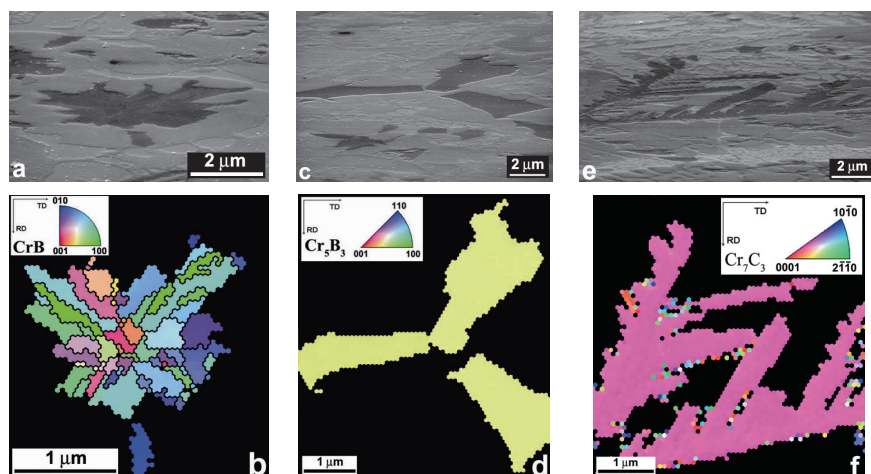 a
2 μm
c
2 μm
e
2 μm
TD
RD
010
CrB
001 100
1 μm
b
TD
RD
110
Cr5B3
001 100
1 μm
d
TD
RD
101̅0
Cr7C3
0001 21̅1̅0
1 μm
f